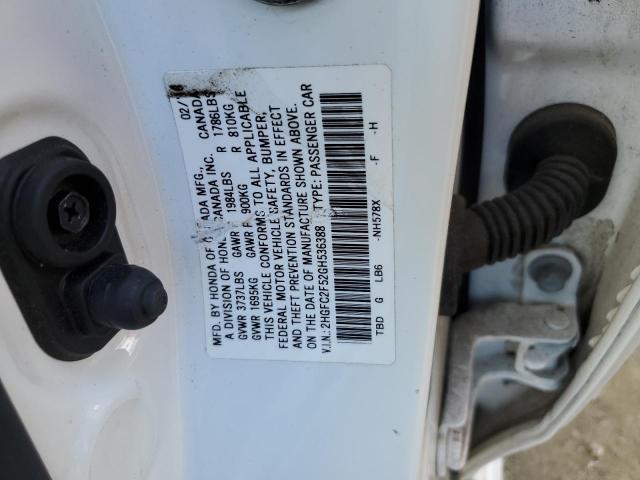 MFD. BY HONDA OF CANADA MFG., CANADA 02/
A DIVISION OF HONDA CANADA INC.
GVWR 3737LBS GAWR F 1984LBS R 1786LBS
GVWR 1695KG GAWR F 900KG R 810KG
THIS VEHICLE CONFORMS TO ALL APPLICABLE
FEDERAL MOTOR VEHICLE SAFETY, BUMPER,
AND THEFT PREVENTION STANDARDS IN EFFECT
ON THE DATE OF MANUFACTURE SHOWN ABOVE.
V.I.N.: 2HGFC2F52GH536388 TYPE: PASSENGER CAR
TBD G LB6 -NH578X -F -H